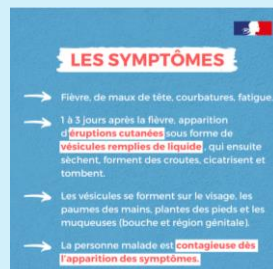 LES SYMPTÔMES
Fièvre, de maux de tête, courbatures, fatigue.
1 à 3 jours après la fièvre, apparition
d'éruptions cutanées sous forme de
vésicules remplies de liquide, qui ensuite
sèchent, forment des croutes, cicatrisent et
tombent.
Les vésicules se forment sur le visage, les
paumes des mains, plantes des pieds et les
muqueuses (bouche et région génitale).
La personne malade est contagieuse dès
l'apparition des symptômes.